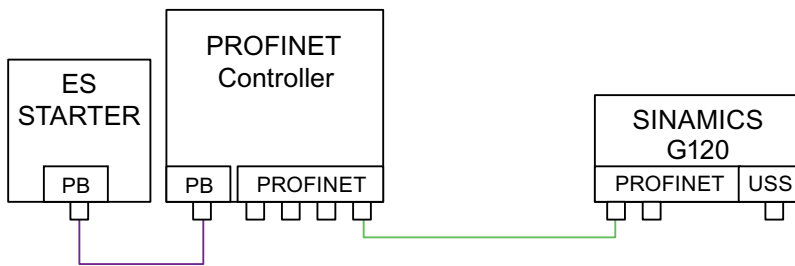 ES
STARTER
PB
PROFINET
Controller
PB
PROFINET
SINAMICS
G120
PROFINET
USS